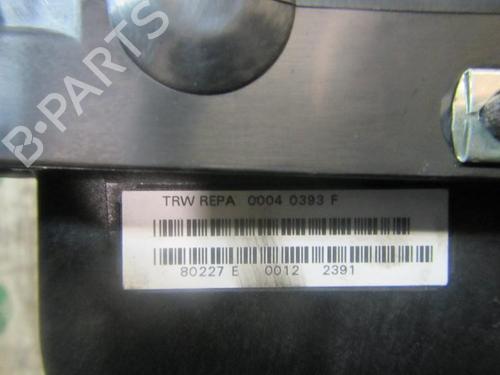 B-PARTS
TRW REPA 0004 0393 F
80227 E 0012 2391